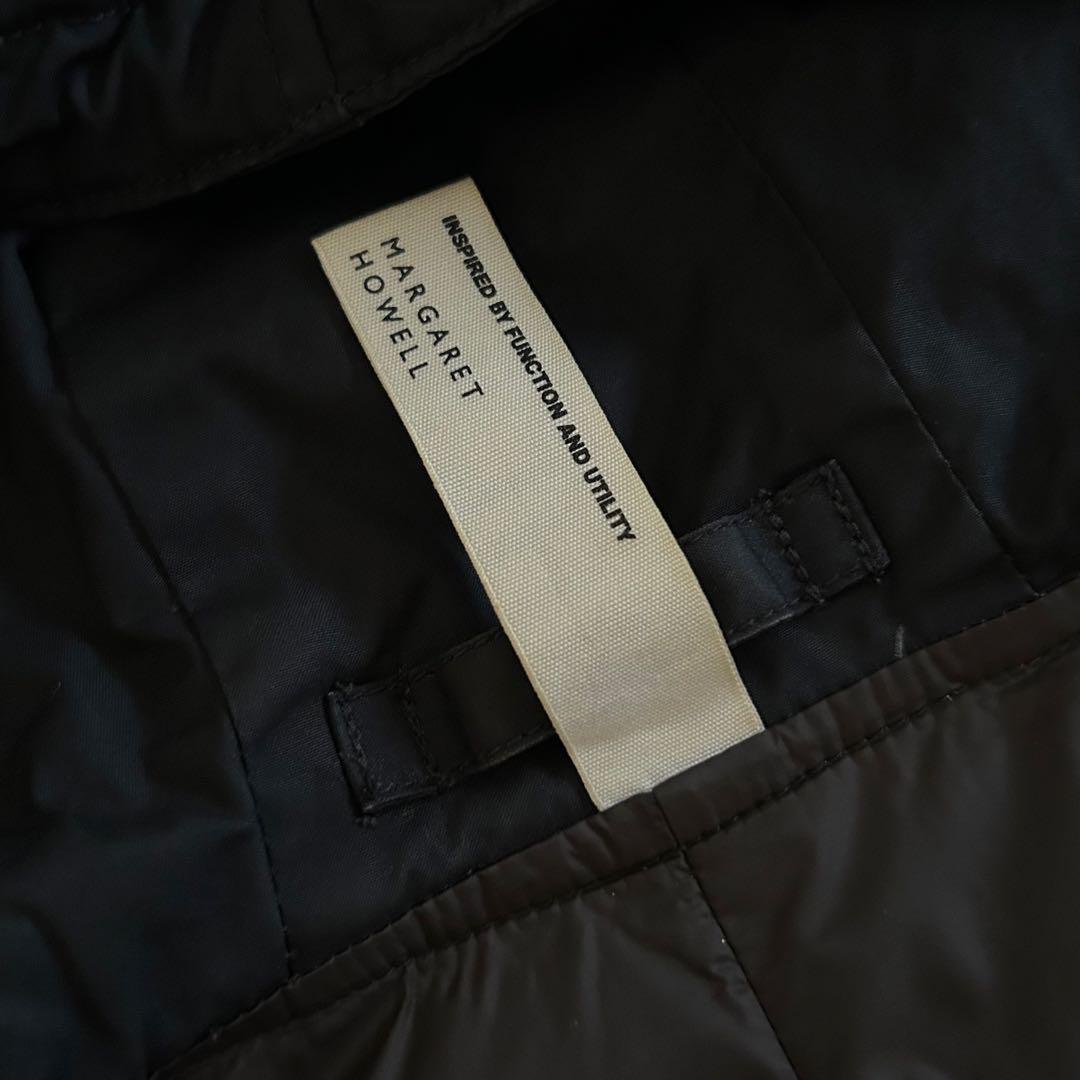 MARGARET
HOWELL
INSPIRED BY FUNCTION AND UTILITY